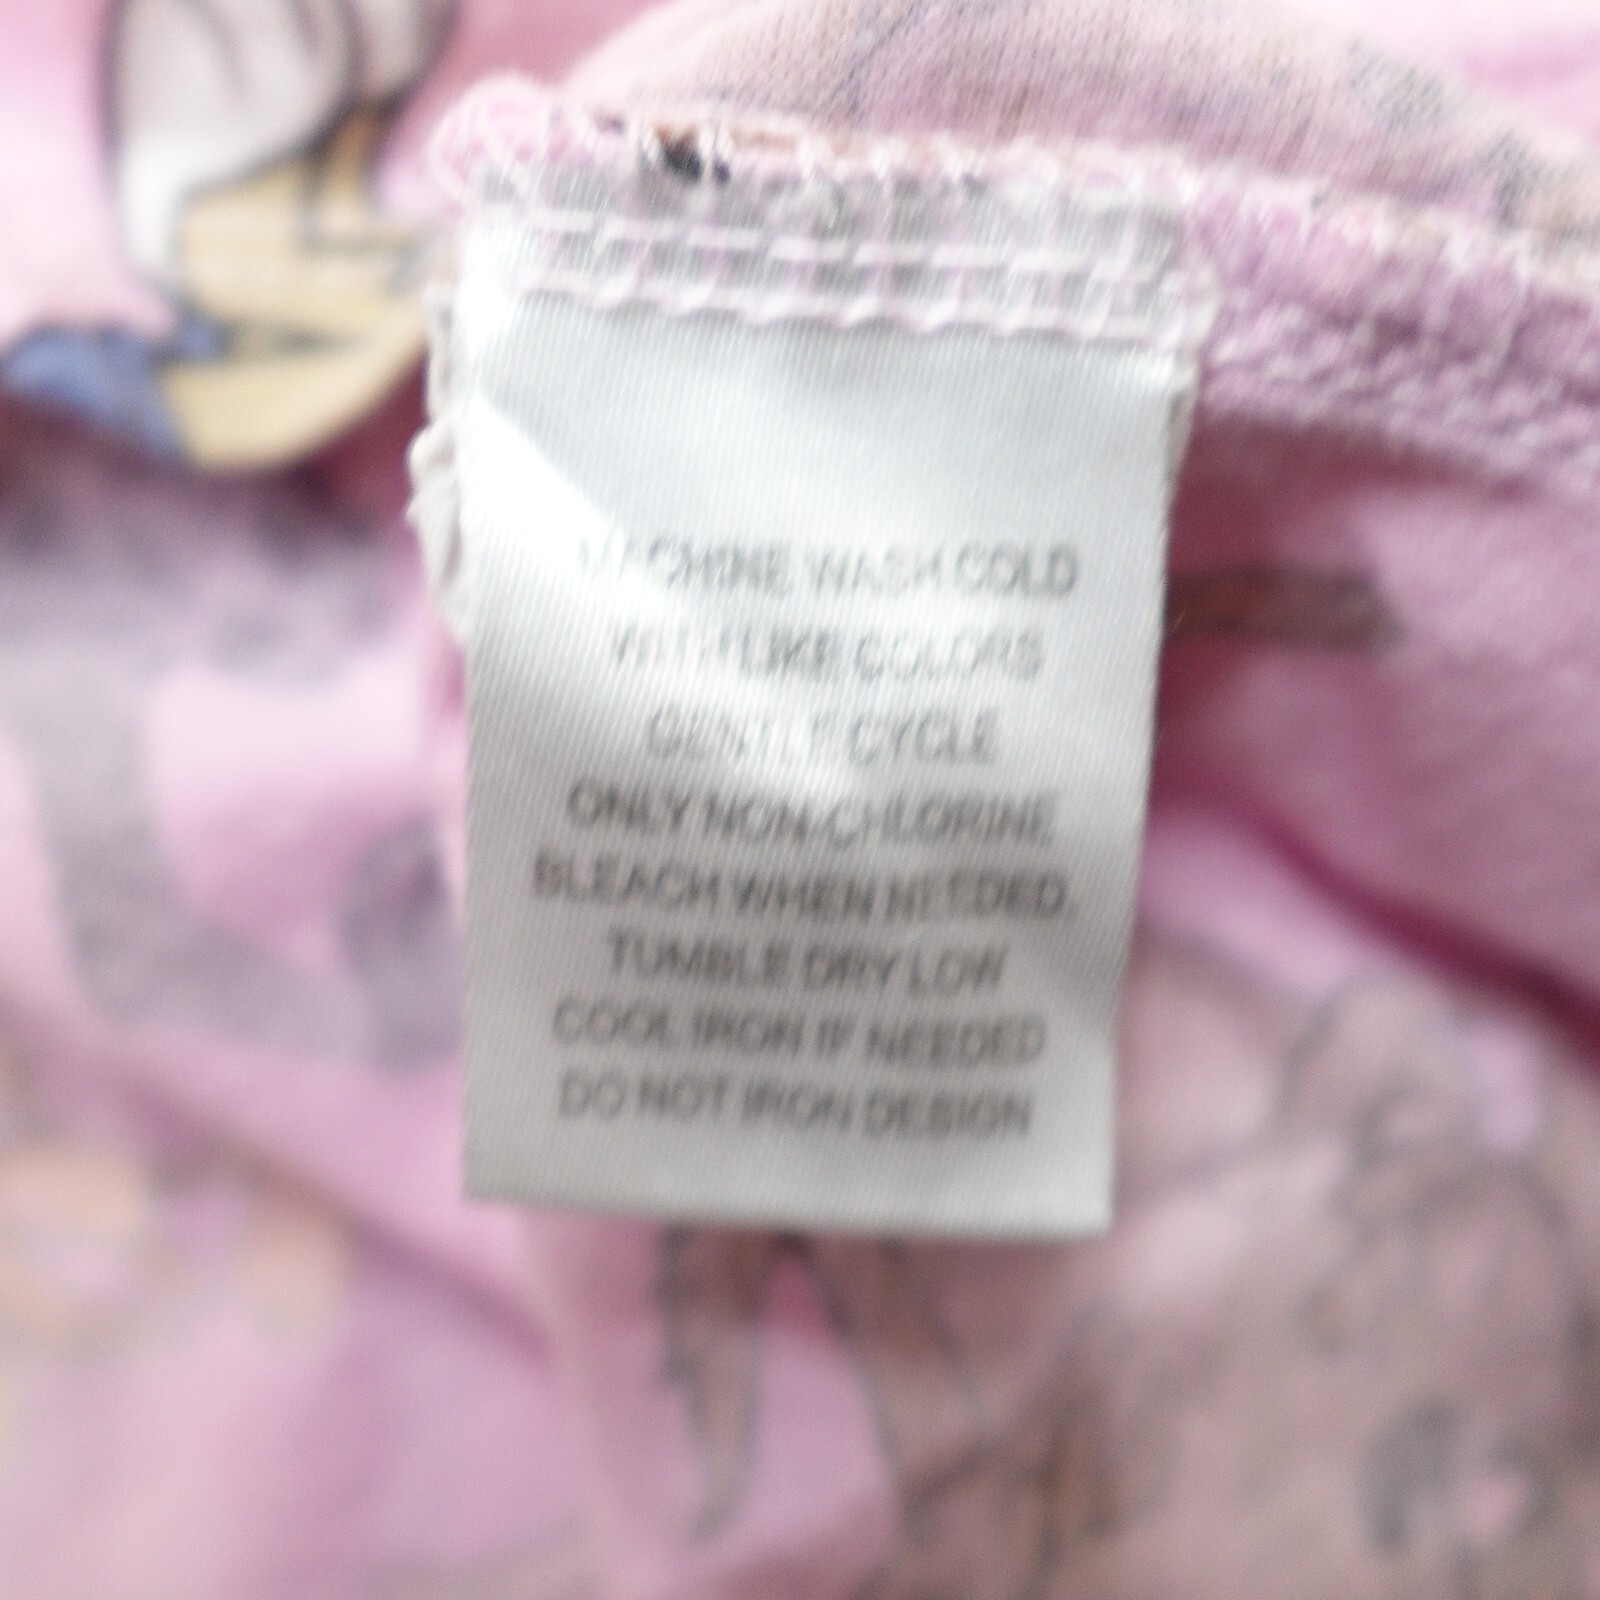 MACHINE WASH COLD
WITH LIKE COLORS
GENTLE CYCLE
ONLY NON-CHLORINE
BLEACH WHEN NEEDED.
TUMBLE DRY LOW
COOL IRON IF NEEDED
DO NOT IRON DESIGN